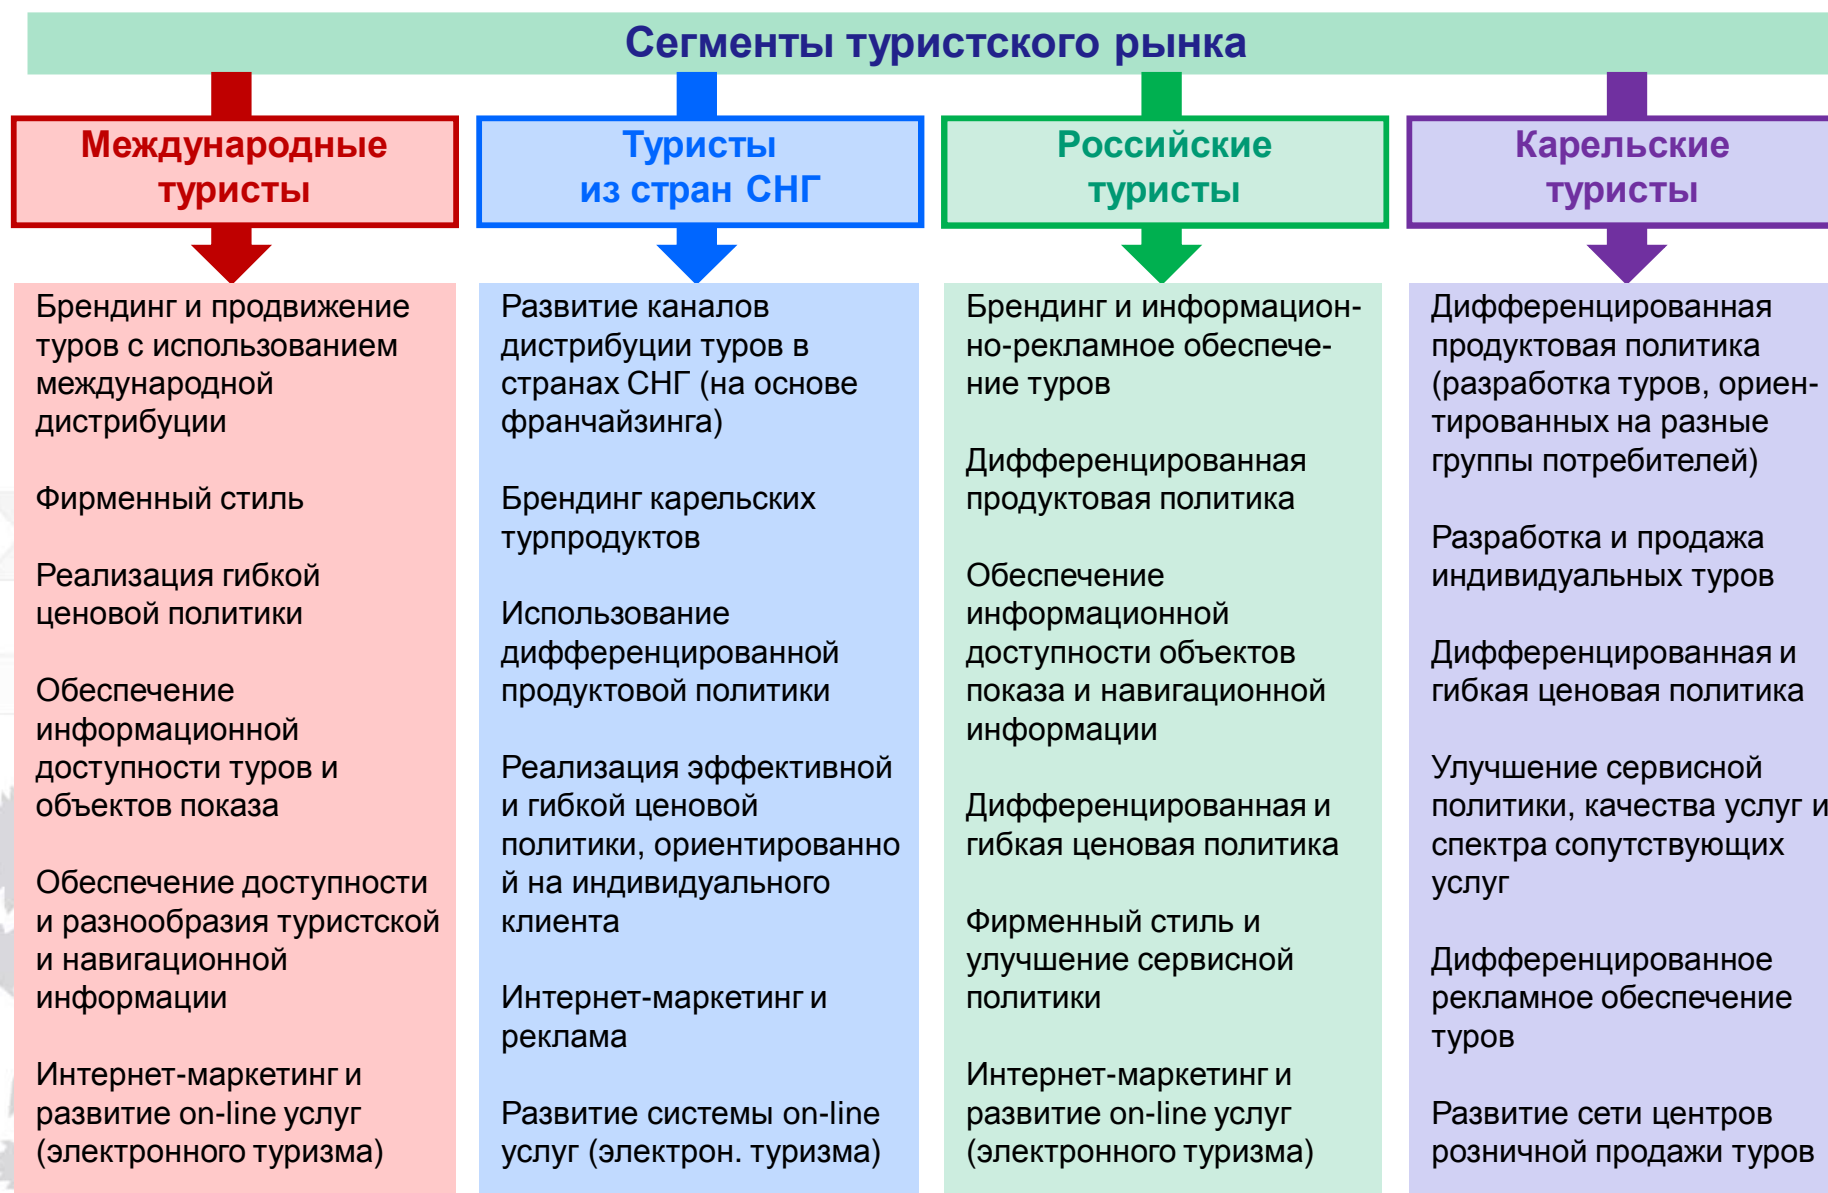 Сегменты туристского рынка
Международные
туристы
Брендинг и продвижение
туров с использованием
международной
дистрибуции
Фирменный стиль
Реализация гибкой
ценовой политики
Обеспечение
информационной
доступности туров и
объектов показа
Обеспечение доступности
и разнообразия туристской
и навигационной
информации
Интернет-маркетинг и
развитие on-line услуг
(электронного туризма)
Туристы
из стран СНГ
Развитие каналов
дистрибуции туров в
странах СНГ (на основе
франчайзинга)
Брендинг карельских
турпродуктов
Использование
дифференцированной
продуктовой политики
Реализация эффективной
и гибкой ценовой
политики, ориентированно
й на индивидуального
клиента
Интернет-маркетинг и
реклама
Развитие системы on-line
услуг (электрон. туризма)
Российские
туристы
Брендинг и информацион-
но-рекламное обеспече-
ние туров
Дифференцированная
продуктовая политика
Обеспечение
информационной
доступности объектов
показа и навигационной
информации
Дифференцированная и
гибкая ценовая политика
Фирменный стиль и
улучшение сервисной
политики
Интернет-маркетинг и
развитие on-line услуг
(электронного туризма)
Карельские
туристы
Дифференцированная
продуктовая политика
(разработка туров, ориен-
тированных на разные
группы потребителей)
Разработка и продажа
индивидуальных туров
Дифференцированная и
гибкая ценовая политика
Улучшение сервисной
политики, качества услуг и
спектра сопутствующих
услуг
Дифференцированное
рекламное обеспечение
туров
Развитие сети центров
розничной продажи туров